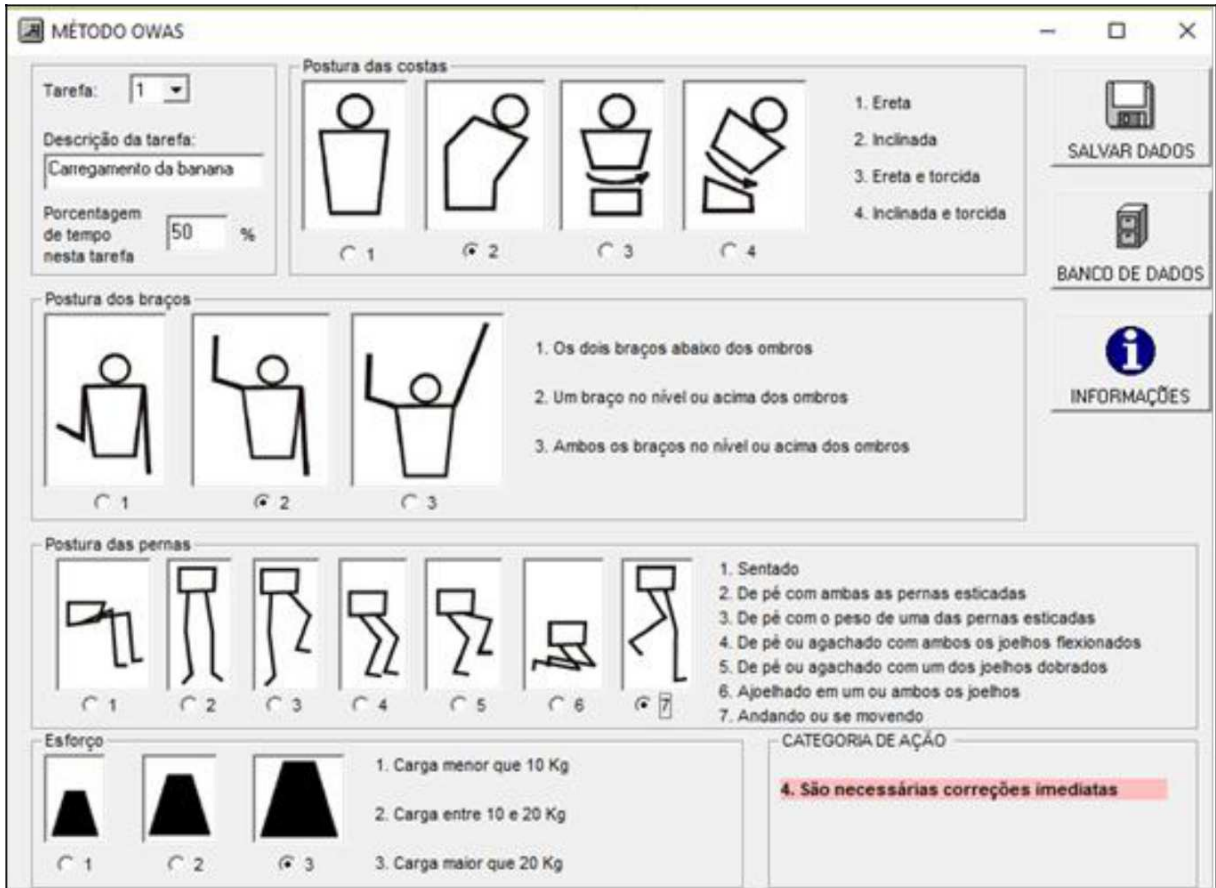 MÉTODO OWAS
Tarefa: 1
Descrição da tarefa:
Carregamento da banana
Porcentagem
de tempo
nesta tarefa
50 %
Postura das costas
1 2 3 4
1. Ereta
2. Inclinada
3. Ereta e torcida
4. Inclinada e torcida
SALVAR DADOS
BANCO DE DADOS
INFORMAÇÕES
Postura dos braços
1 2 3
1. Os dois braços abaixo dos ombros
2. Um braço no nível ou acima dos ombros
3. Ambos os braços no nível ou acima dos ombros
Postura das pernas
1 2 3 4 5 6 7
1. Sentado
2. De pé com ambas as pernas esticadas
3. De pé com o peso de uma das pernas esticadas
4. De pé ou agachado com ambos os joelhos flexionados
5. De pé ou agachado com um dos joelhos dobrados
6. Ajoelhado em um ou ambos os joelhos
7. Andando ou se movendo
Esforço
1 2 3
1. Carga menor que 10 Kg
2. Carga entre 10 e 20 Kg
3. Carga maior que 20 Kg
CATEGORIA DE AÇÃO
4. São necessárias correções imediatas